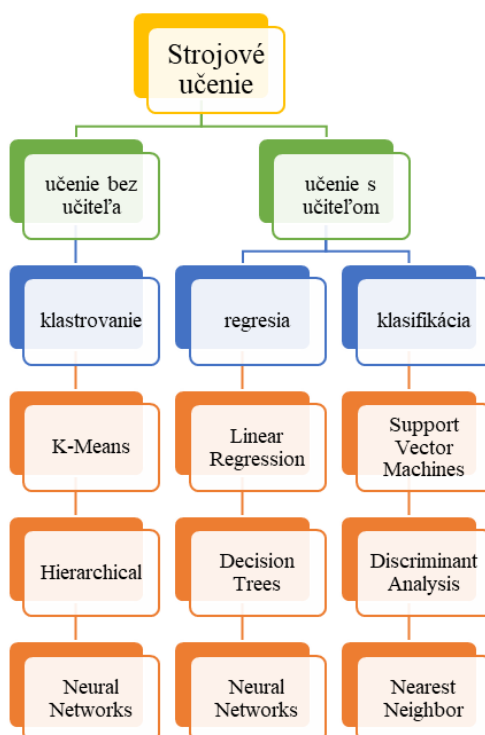 Strojové
učenie
učenie bez
učiteľa
učenie s
učiteľom
klastrovanie
regresia
klasifikácia
K-Means
Linear
Regression
Support
Vector
Machines
Hierarchical
Decision
Trees
Discriminant
Analysis
Neural
Networks
Neural
Networks
Nearest
Neighbor